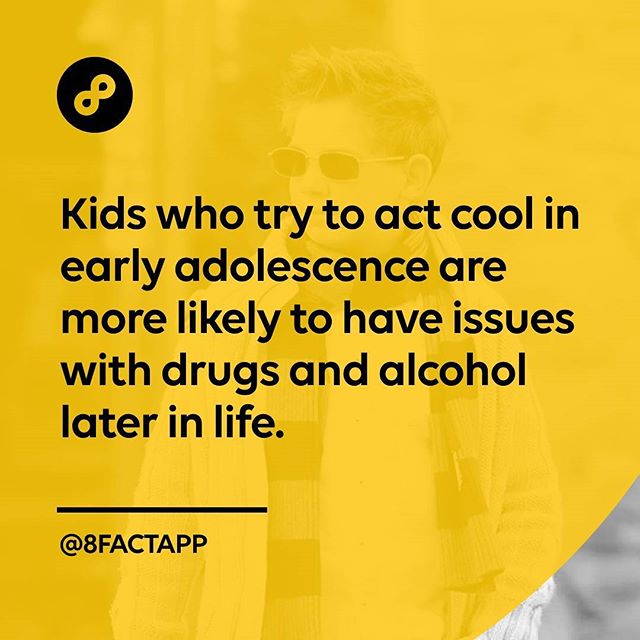 Kids who try to act cool in
early adolescence are
more likely to have issues
with drugs and alcohol
later in life.
@8FACTAPP